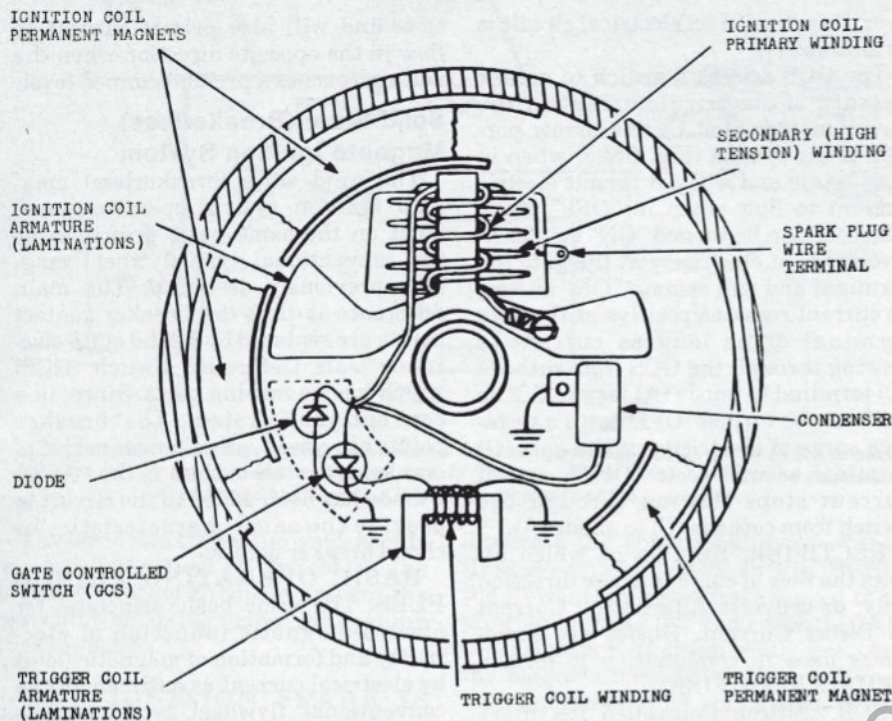 IGNITION COIL
PERMANENT MAGNETS
IGNITION COIL
PRIMARY WINDING
SECONDARY (HIGH
TENSION) WINDING
IGNITION COIL
ARMATURE
(LAMINATIONS)
SPARK PLUG
WIRE
TERMINAL
CONDENSER
DIODE
GATE CONTROLLED
SWITCH (GCS)
TRIGGER COIL
ARMATURE
(LAMINATIONS)
TRIGGER COIL WINDING
TRIGGER COIL
PERMANENT MAGNET